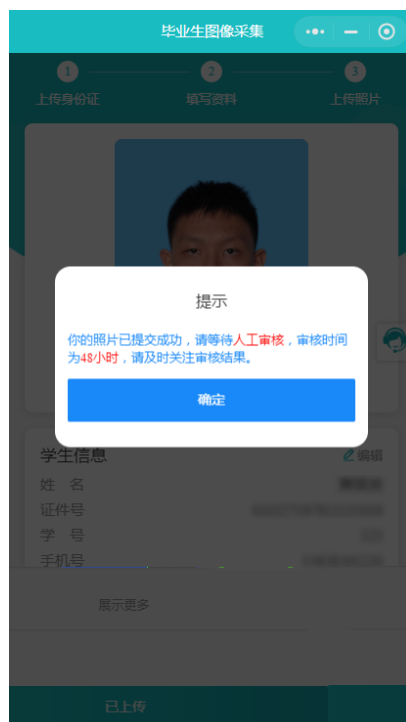 毕业生图像采集
1
2
3
上传身份证
填写资料
上传照片
提示
你的照片已提交成功，请等待人工审核，审核时间
为48小时，请及时关注审核结果。
确定
学生信息
编辑
姓 名
证件号
学 号
手机号
展示更多
已上传